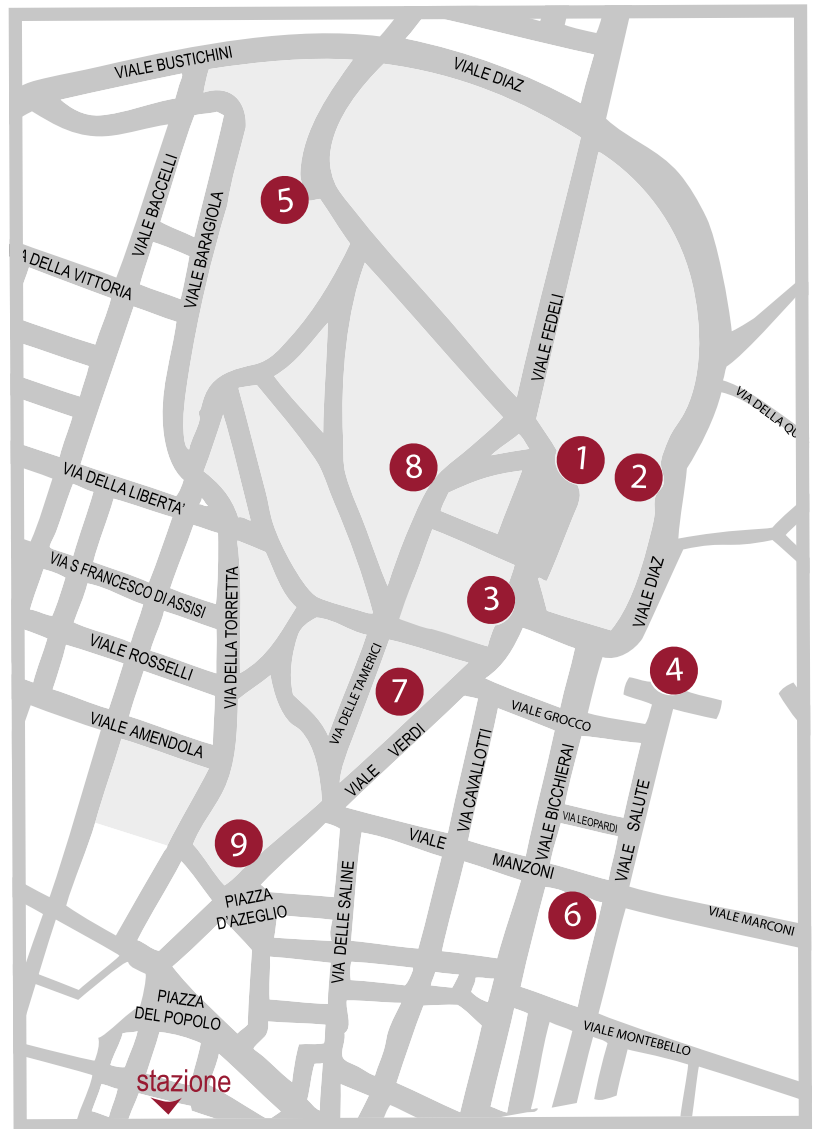 VIALE BUSTICHINI
VIALE DIAZ
VIALE BACCELLI
VIALE BARAGIOLA
5
A DELLA VITTORIA
VIALE FEDELI
VIA DELLA QU
8
1
2
VIA DELLA LIBERTA'
VIA S FRANCESCO DI ASSISI
VIA DELLA TORRETTA
3
VIALE DIAZ
VIALE ROSSELLI
VIA DELLE TAMERICI
7
4
VIALE AMENDOLA
VIALE VERDI
VIALE GROCCO
VIA CAVALLOTTI
VIALE BICCHIERAI
VIA LEOPARDI
VIALE SALUTE
9
VIALE MANZONI
PIAZZA
D'AZEGLIO
VIA DELLE SALINE
6
VIALE MARCONI
PIAZZA
DEL POPOLO
VIALE MONTEBELLO
stazione